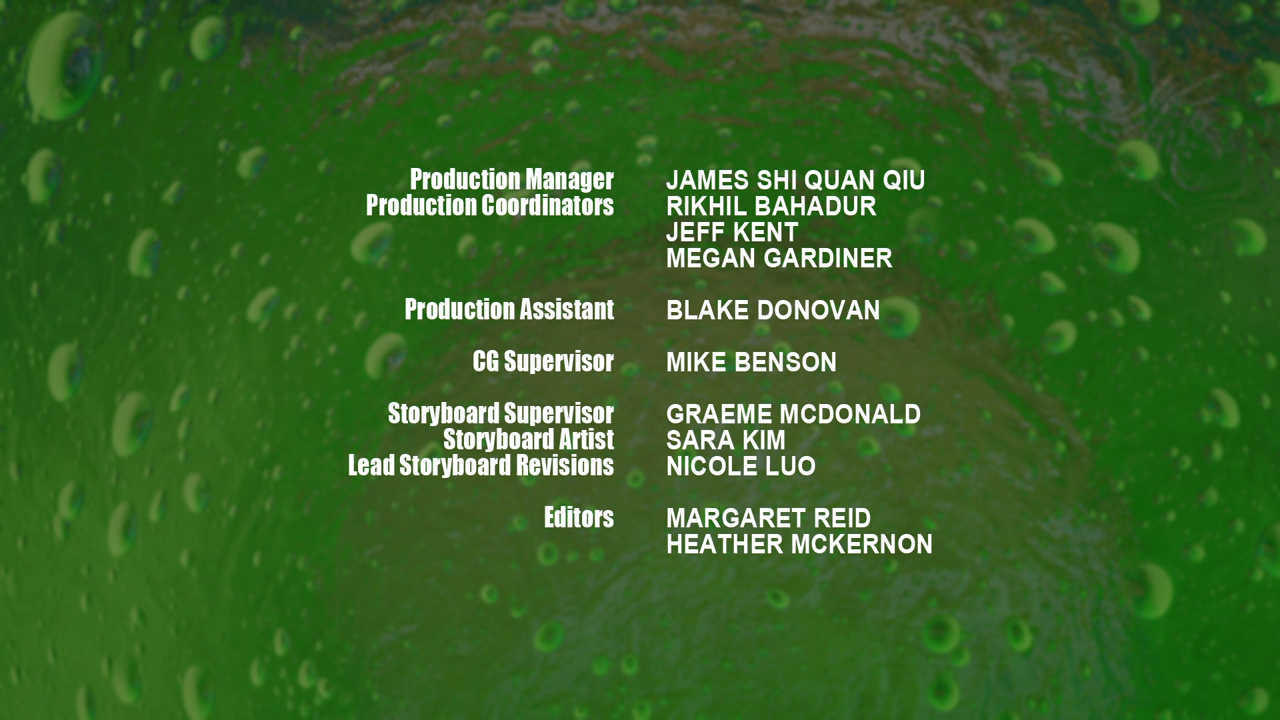 Production Manager JAMES SHI QUAN QIU
Production Coordinators RIKHIL BAHADUR
JEFF KENT
MEGAN GARDINER
Production Assistant BLAKE DONOVAN
CG Supervisor MIKE BENSON
Storyboard Supervisor GRAEME MCDONALD
Storyboard Artist SARA KIM
Lead Storyboard Revisions NICOLE LUO
Editors MARGARET REID
HEATHER MCKERNON